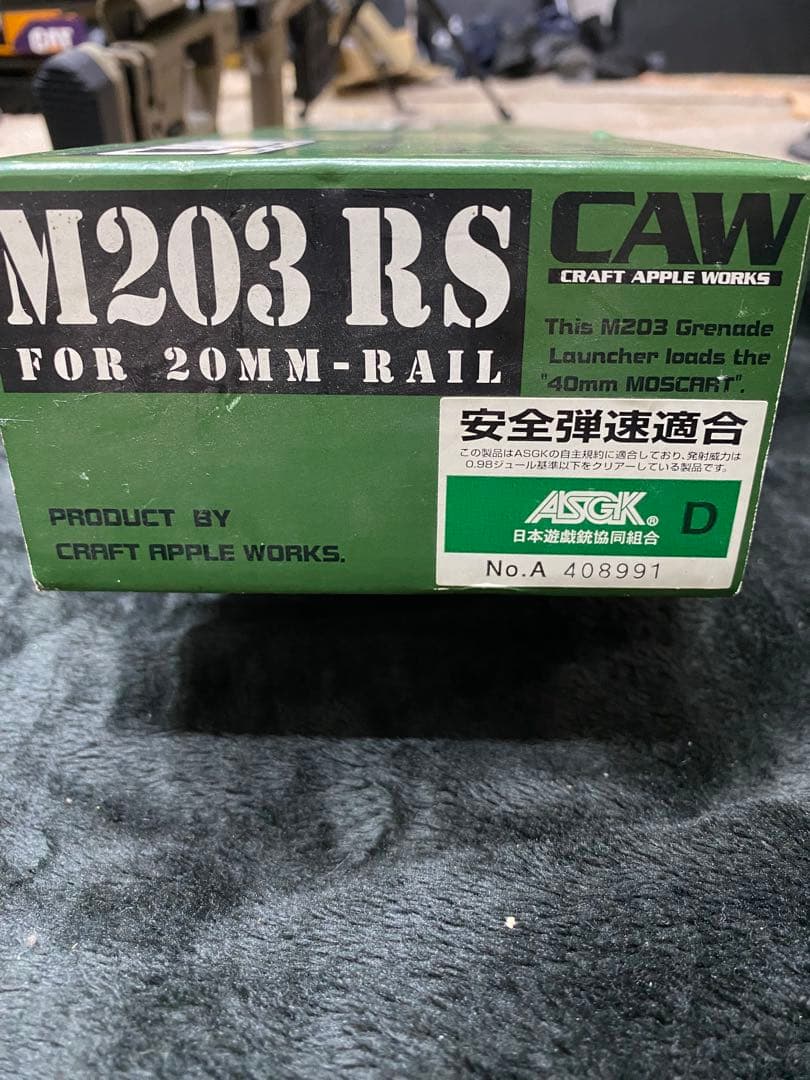 CAT
M203 RS
FOR 20MM-RAIL
CAW
CRAFT APPLE WORKS
This M203 Grenade
Launcher loads the
"40mm MOSCART".
安全弾速適合
この製品はASGKの自主規約に適合しており、発射威力は
0.98ジュール基準以下をクリアーしている製品です。
ASGK®
日本遊戯銃協同組合
D
No.A 408991
PRODUCT BY
CRAFT APPLE WORKS.